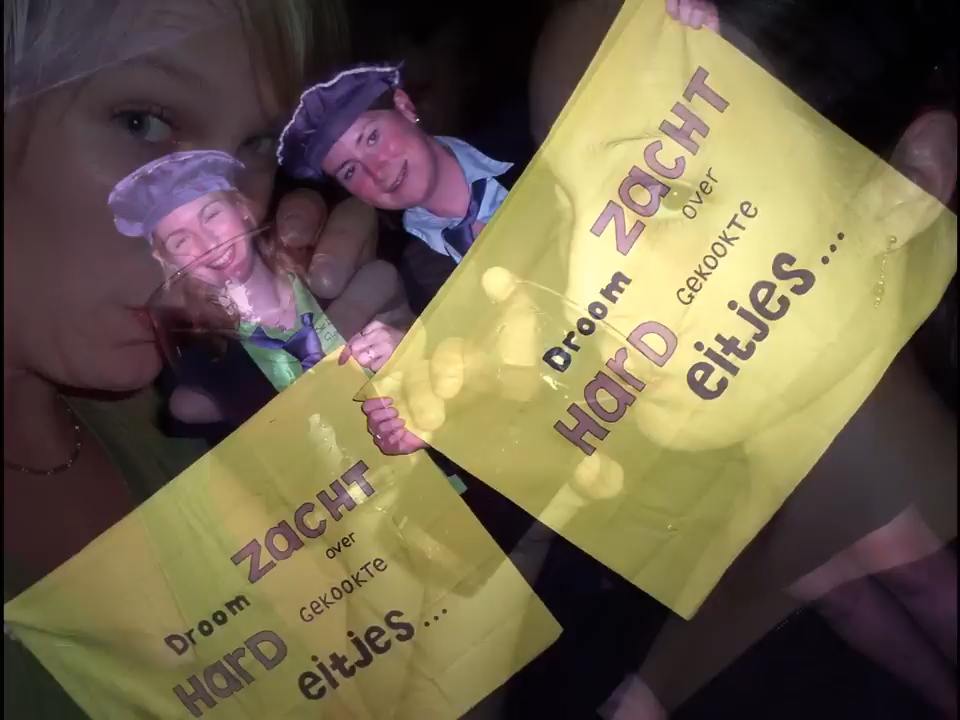 Droom ZACHT
over
HARD GEKOOKTE
eitjes...
Droom ZACHT
over
HARD GEKOOKTE
eitjes...